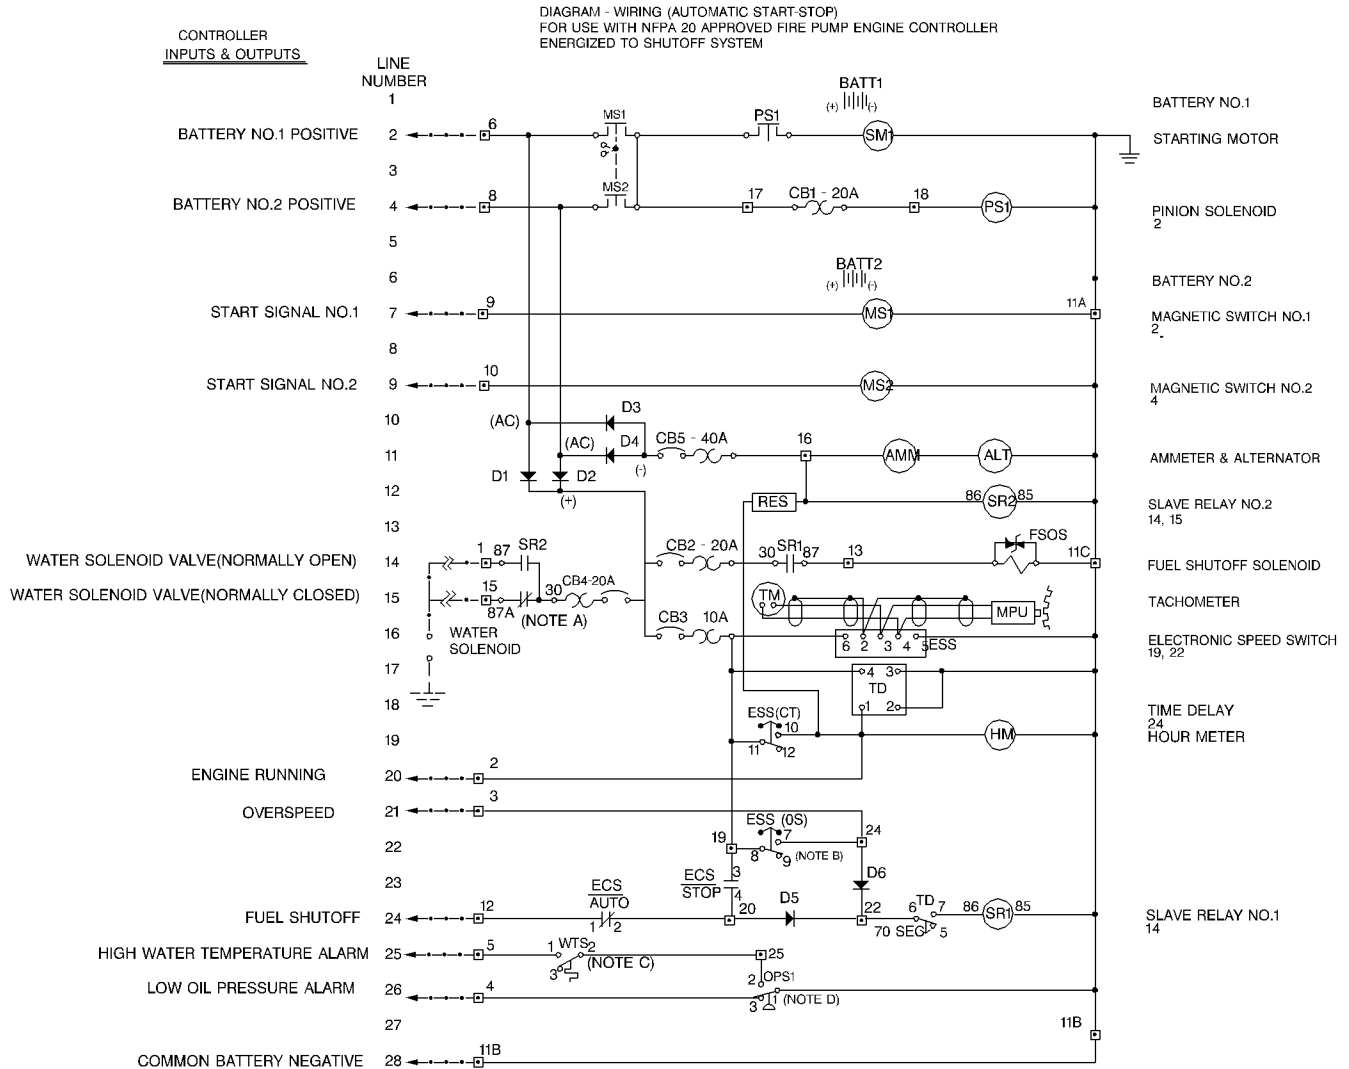 DIAGRAM - WIRING (AUTOMATIC START-STOP)
FOR USE WITH NFPA 20 APPROVED FIRE PUMP ENGINE CONTROLLER
ENERGIZED TO SHUTOFF SYSTEM
CONTROLLER
INPUTS & OUTPUTS
LINE
NUMBER
1
BATT1
(+) (-)
BATTERY NO.1
BATTERY NO.1 POSITIVE 2 6 MS1 PS1 SM1 STARTING MOTOR
3
BATTERY NO.2 POSITIVE 4 8 MS2 17 CB1 - 20A 18 PS1 PINION SOLENOID
2
5
6 BATT2 BATTERY NO.2
(+) (-)
START SIGNAL NO.1 7 9 MS1 11A MAGNETIC SWITCH NO.1
2
8
START SIGNAL NO.2 9 10 MS2 MAGNETIC SWITCH NO.2
4
10 (AC) D3
11 (AC) D4 CB5 - 40A 16 AMM ALT AMMETER & ALTERNATOR
(-)
D1 D2
12 (+) RES 86 SR2 85 SLAVE RELAY NO.2
14, 15
13
WATER SOLENOID VALVE(NORMALLY OPEN) 14 1 87 SR2 CB2 - 20A 30 SR1 87 13 FSOS 11C FUEL SHUTOFF SOLENOID
WATER SOLENOID VALVE(NORMALLY CLOSED) 15 15 87A 30 CB4-20A TM MPU TACHOMETER
(NOTE A)
WATER
SOLENOID
16 CB3 10A 6 2 3 4 5 ESS ELECTRONIC SPEED SWITCH
19, 22
17 4 3
TD
18 1 2 TIME DELAY
24
ESS(CT)
10
19 11 12 HM HOUR METER
ENGINE RUNNING 20 2
OVERSPEED 21 3
ESS (OS)
22 19 7 24
8 9 (NOTE B)
23 ECS
STOP
3
4
D6
ECS
AUTO
FUEL SHUTOFF 24 12 1 2 20 D5 22 6 TD 7 86 SR1 85 SLAVE RELAY NO.1
70 SEC 5
14
HIGH WATER TEMPERATURE ALARM 25 5 1 WTS 2 25
3 (NOTE C)
LOW OIL PRESSURE ALARM 26 4 2 OPS1
3 1 (NOTE D)
27 11B
COMMON BATTERY NEGATIVE 28 11B